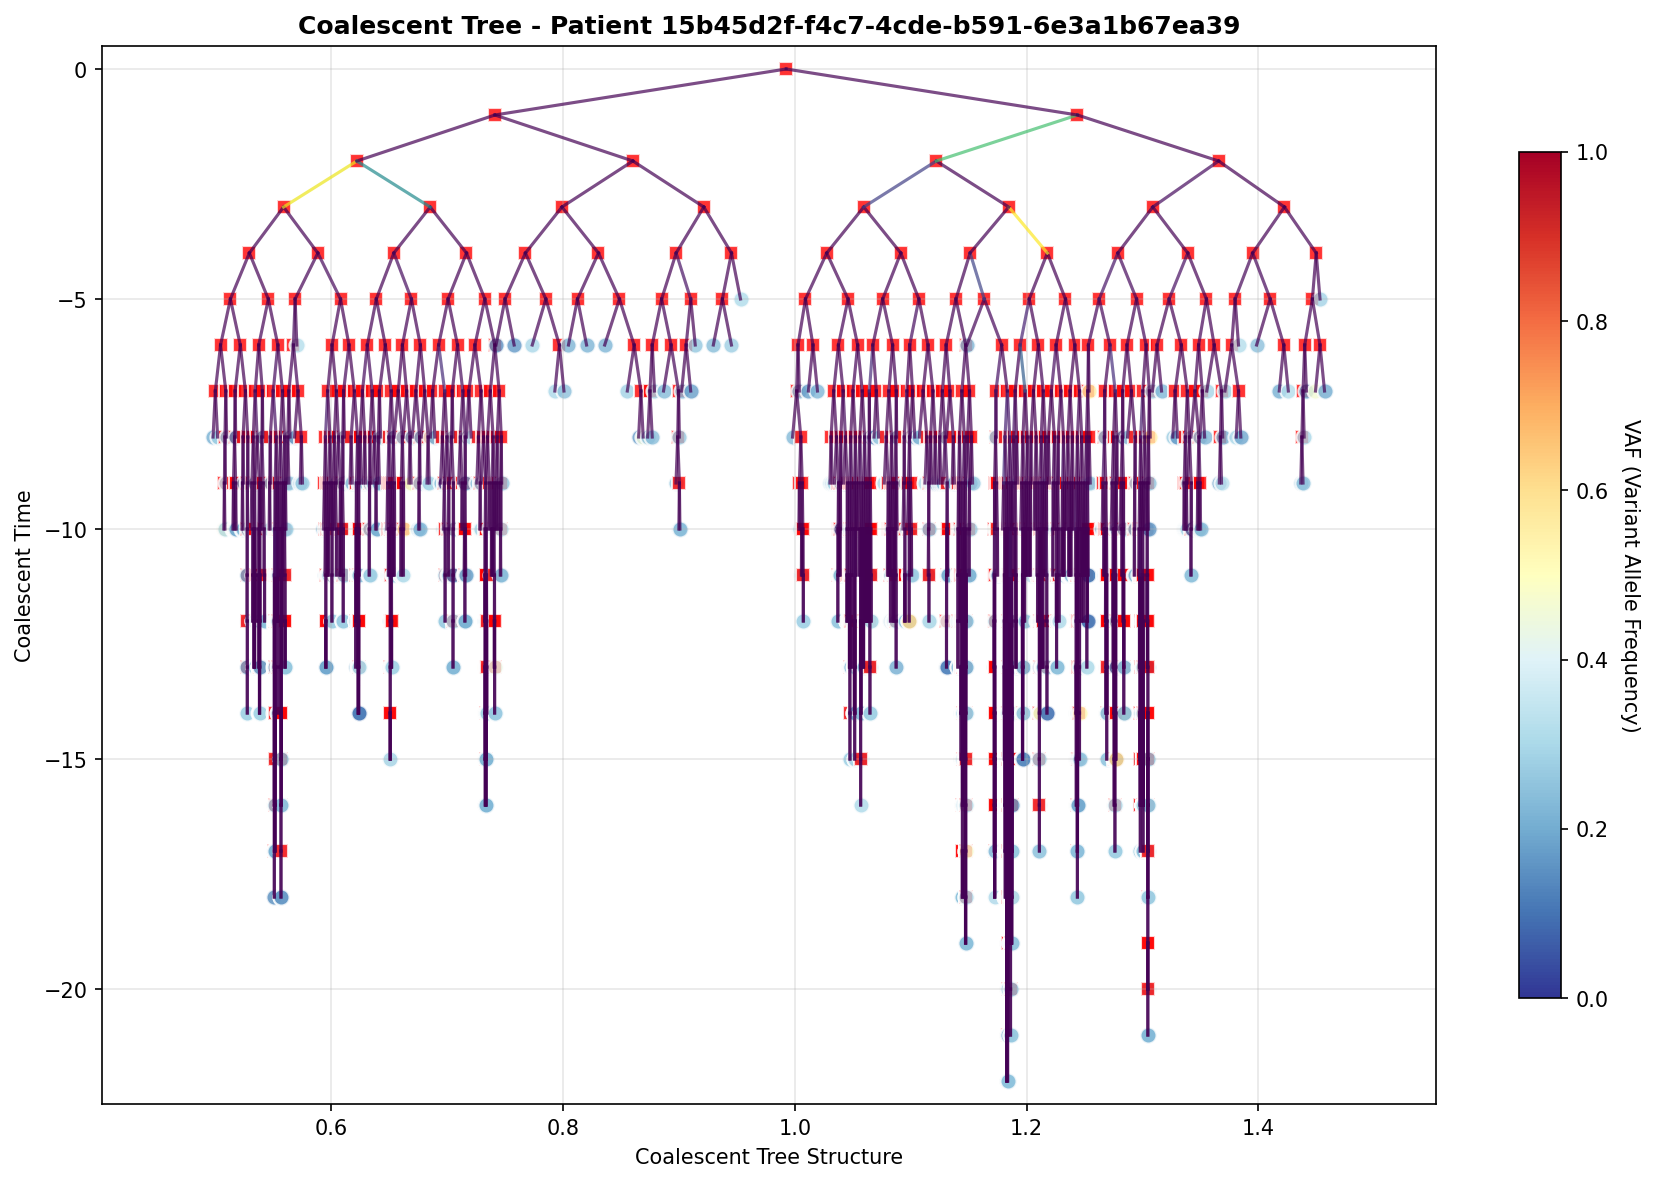 Coalescent Tree - Patient 15b45d2f-f4c7-4cde-b591-6e3a1b67ea39
0
−5
−10
−15
−20
Coalescent Time
0.6 0.8 1.0 1.2 1.4
Coalescent Tree Structure
1.0
0.8
0.6
0.4
0.2
0.0
VAF (Variant Allele Frequency)